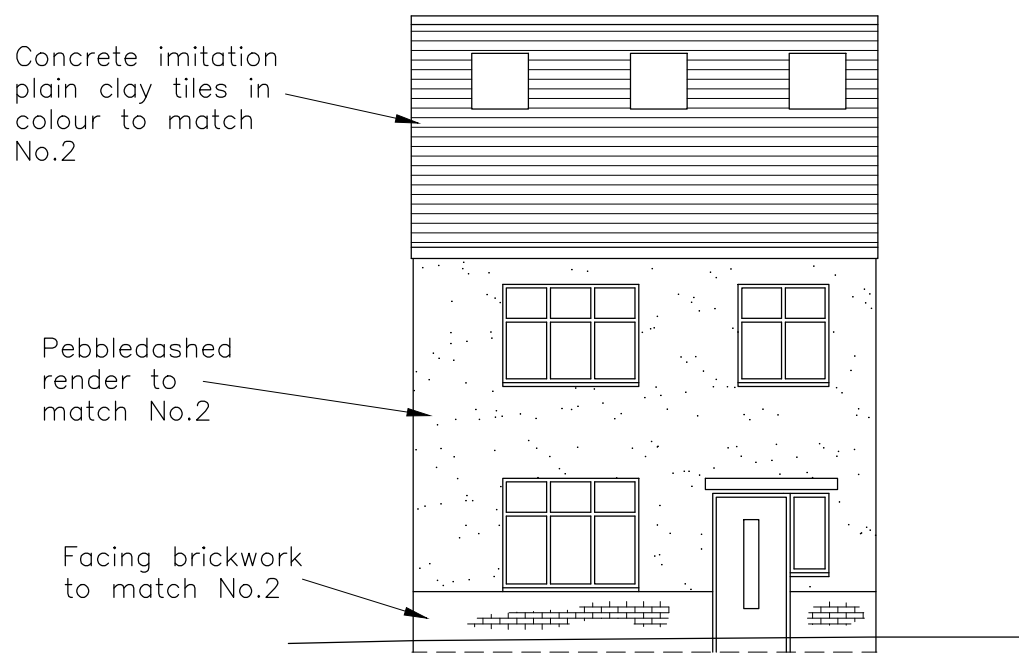 Concrete imitation
plain clay tiles in
colour to match
No.2
Pebbledashed
render to
match No.2
Facing brickwork
to match No.2